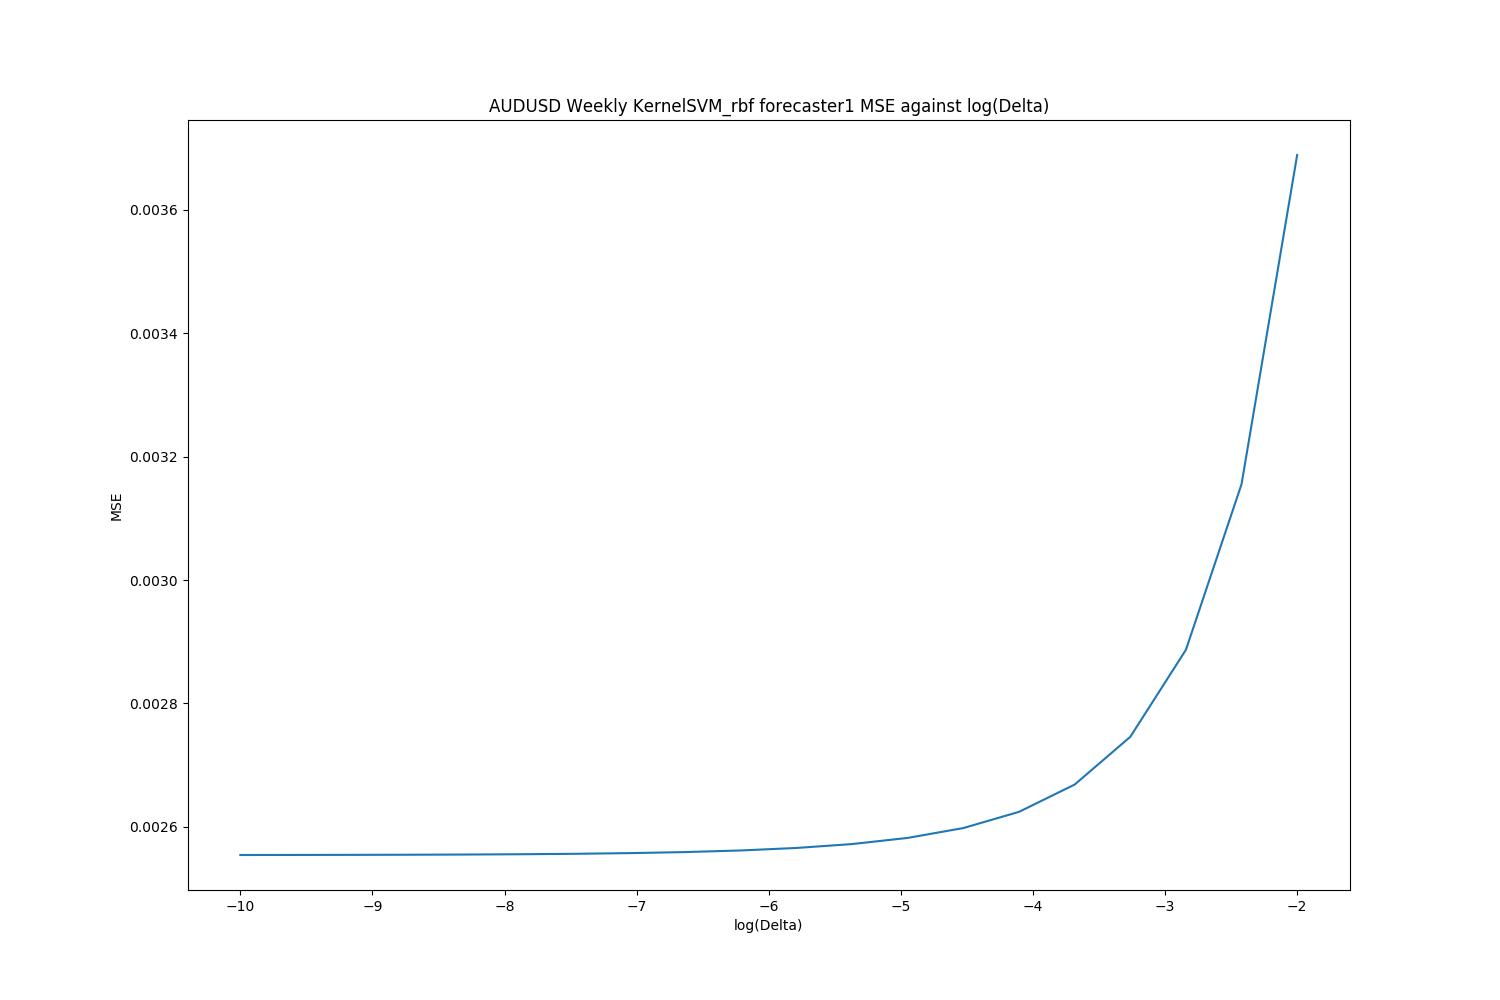 AUDUSD Weekly KernelSVM_rbf forecaster1 MSE against log(Delta)
0.0036
0.0034
0.0032
MSE
0.0030
0.0028
0.0026
−10 −9 −8 −7 −6 −5 −4 −3 −2
log(Delta)